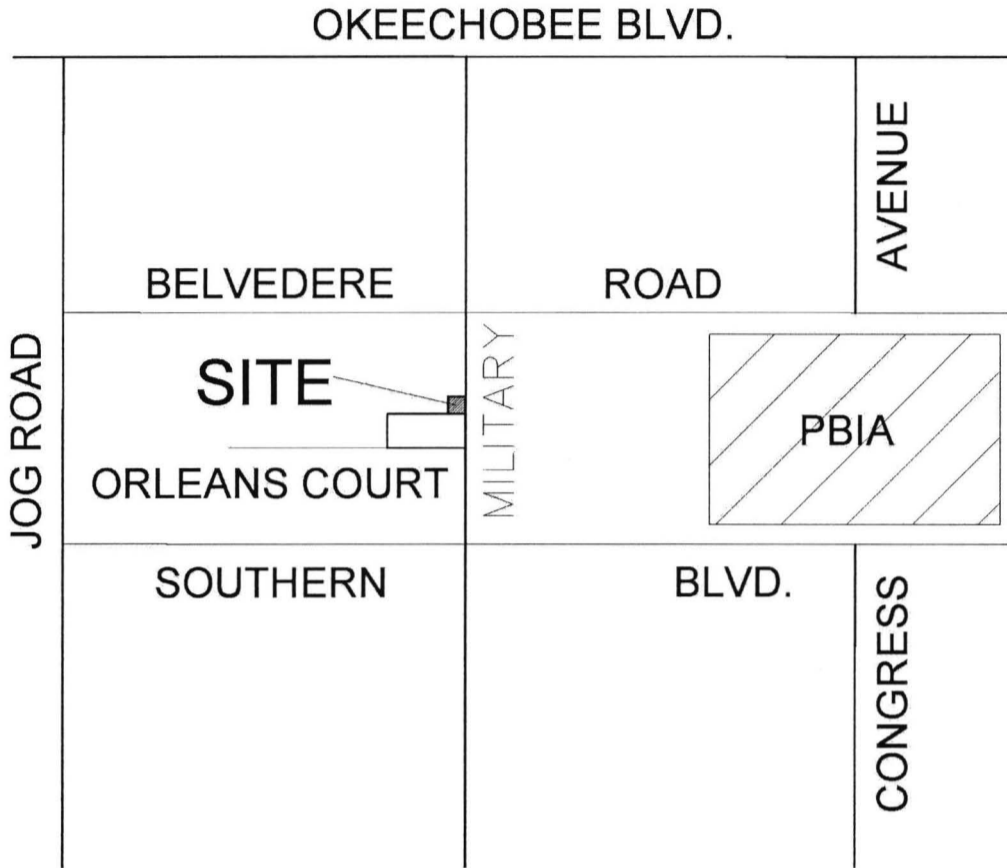 OKEECHOBEE BLVD.
AVENUE
BELVEDERE ROAD
JOG ROAD
SITE
MILITARY
PBIA
ORLEANS COURT
SOUTHERN BLVD.
CONGRESS